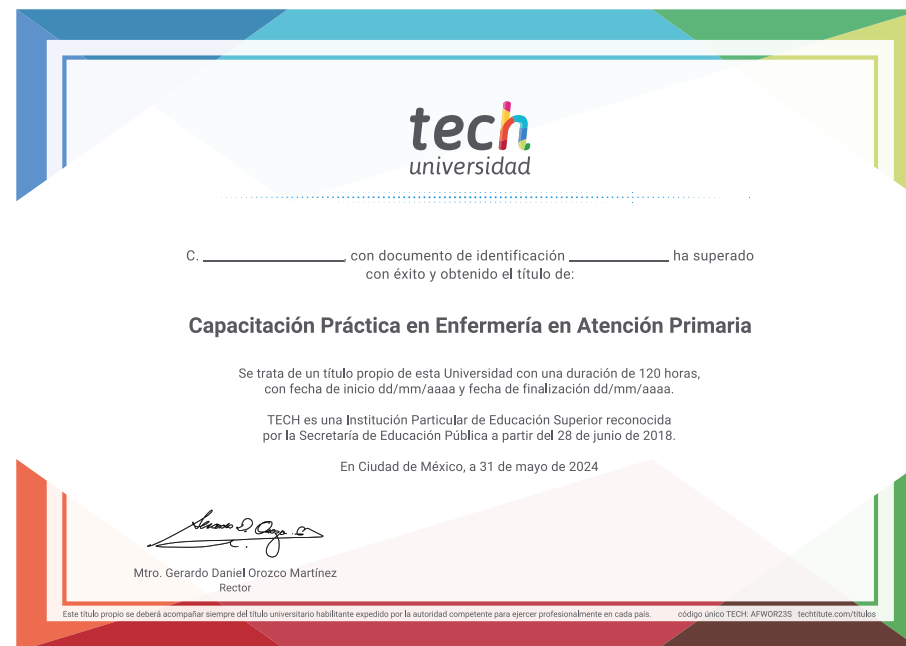 tech
universidad
C. ____________, con documento de identificación ____________ ha superado
con éxito y obtenido el título de:
Capacitación Práctica en Enfermería en Atención Primaria
Se trata de un título propio de esta Universidad con una duración de 120 horas,
con fecha de inicio dd/mm/aaaa y fecha de finalización dd/mm/aaaa.
TECH es una Institución Particular de Educación Superior reconocida
por la Secretaría de Educación Pública a partir del 28 de junio de 2018.
En Ciudad de México, a 31 de mayo de 2024
Mtro. Gerardo Daniel Orozco Martínez
Rector
Este título propio se deberá acompañar siempre del título universitario habilitante expedido por la autoridad competente para ejercer profesionalmente en cada país. código único TECH: AFWOR23S techtitute.com/titulos